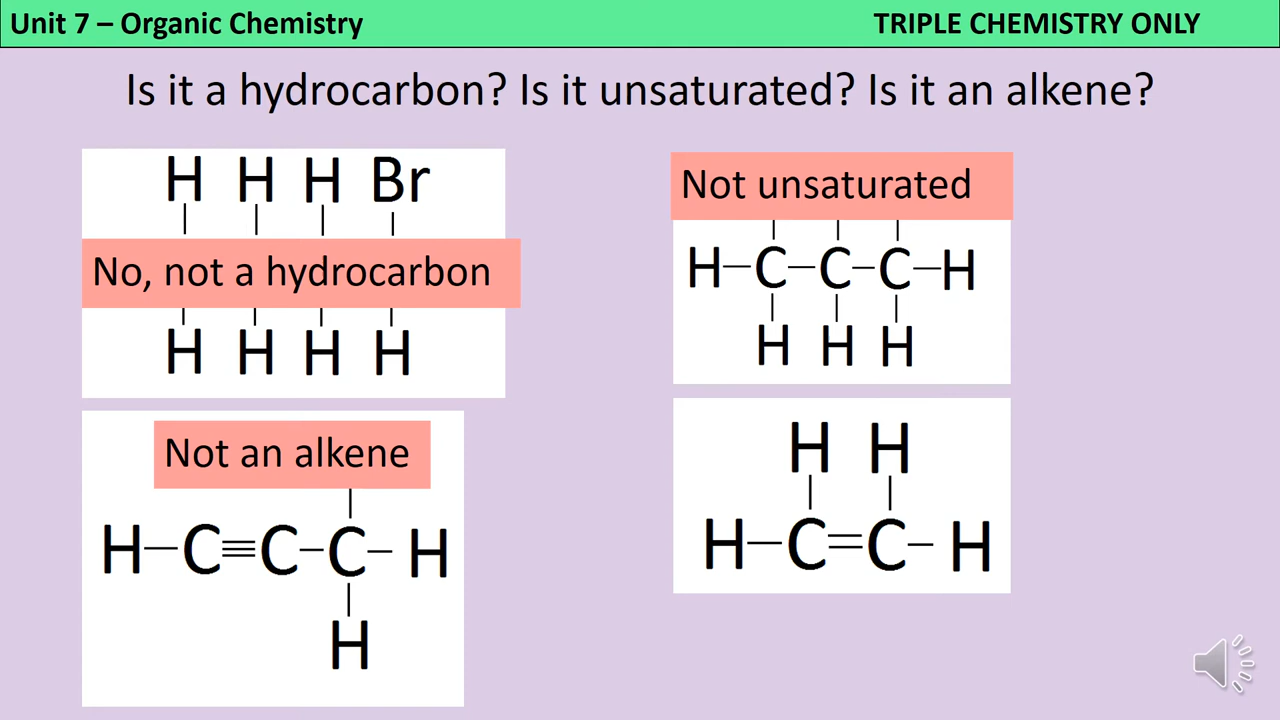 Unit 7 – Organic Chemistry
TRIPLE CHEMISTRY ONLY
Is it a hydrocarbon? Is it unsaturated? Is it an alkene?
H H H Br
No, not a hydrocarbon
H H H H
Not unsaturated
H–C–C–C–H
H H H
Not an alkene
H–C≡C–C–H
H
H H
H–C=C–H